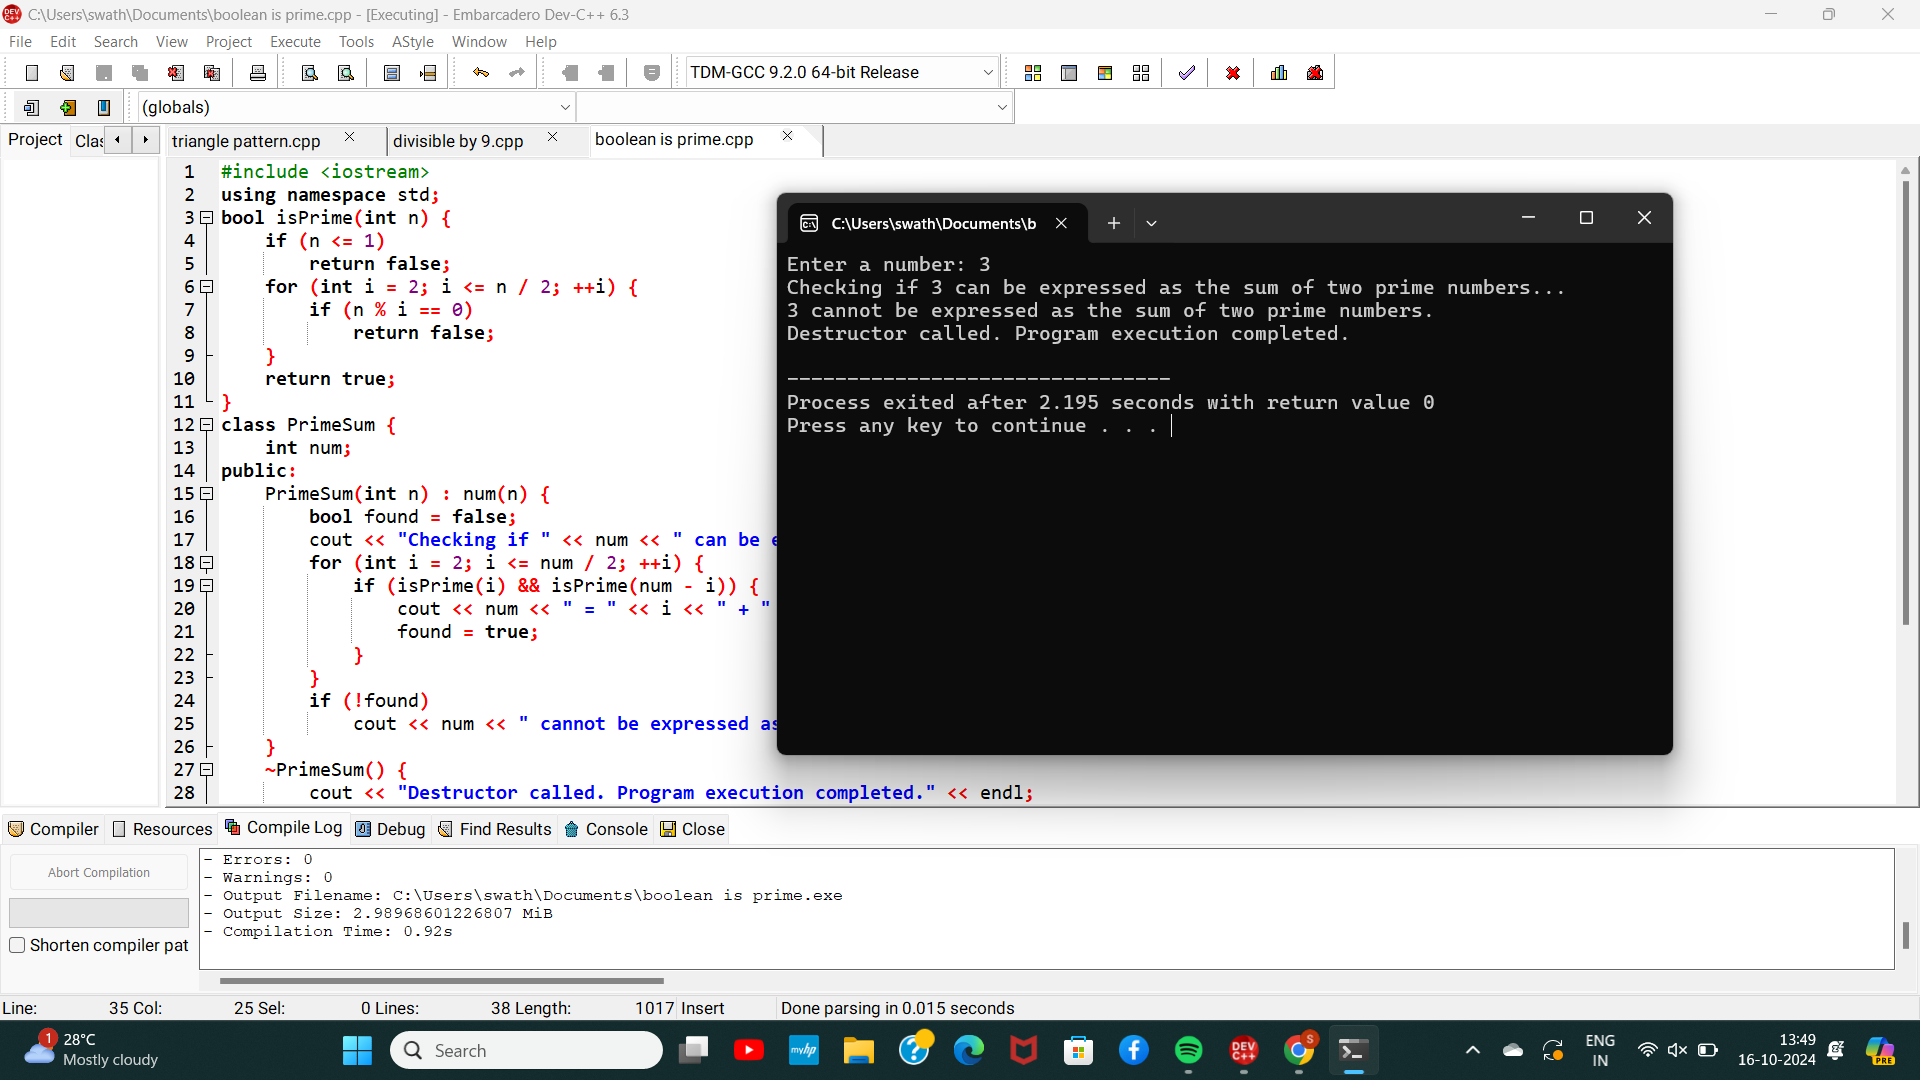 C:\Users\swath\Documents\boolean is prime.cpp - [Executing] - Embarcadero Dev-C++ 6.3
File Edit Search View Project Execute Tools AStyle Window Help
TDM-GCC 9.2.0 64-bit Release
(globals)
Project Clas triangle pattern.cpp divisible by 9.cpp boolean is prime.cpp
1 #include <iostream>
2 using namespace std;
3 bool isPrime(int n) {
4 if (n <= 1)
5 return false;
6 for (int i = 2; i <= n / 2; ++i) {
7 if (n % i == 0)
8 return false;
9 }
10 return true;
11 }
12 class PrimeSum {
13 int num;
14 public:
15 PrimeSum(int n) : num(n) {
16 bool found = false;
17 cout << "Checking if " << num << " can be e
18 for (int i = 2; i <= num / 2; ++i) {
19 if (isPrime(i) && isPrime(num - i)) {
20 cout << num << " = " << i << " + "
21 found = true;
22 }
23 }
24 if (!found)
25 cout << num << " cannot be expressed as
26 }
27 ~PrimeSum() {
28 cout << "Destructor called. Program execution completed." << endl;
C:\Users\swath\Documents\b
Enter a number: 3
Checking if 3 can be expressed as the sum of two prime numbers...
3 cannot be expressed as the sum of two prime numbers.
Destructor called. Program execution completed.
--------------------------------
Process exited after 2.195 seconds with return value 0
Press any key to continue . . .
Compiler Resources Compile Log Debug Find Results Console Close
Abort Compilation
Shorten compiler pat
- Errors: 0
- Warnings: 0
- Output Filename: C:\Users\swath\Documents\boolean is prime.exe
- Output Size: 2.98968601226807 MiB
- Compilation Time: 0.92s
Line: 35 Col: 25 Sel: 0 Lines: 38 Length: 1017 Insert Done parsing in 0.015 seconds
1
28°C
Mostly cloudy
Search
myhp
DEV C++
S
ENG
IN
13:49
16-10-2024
PRE